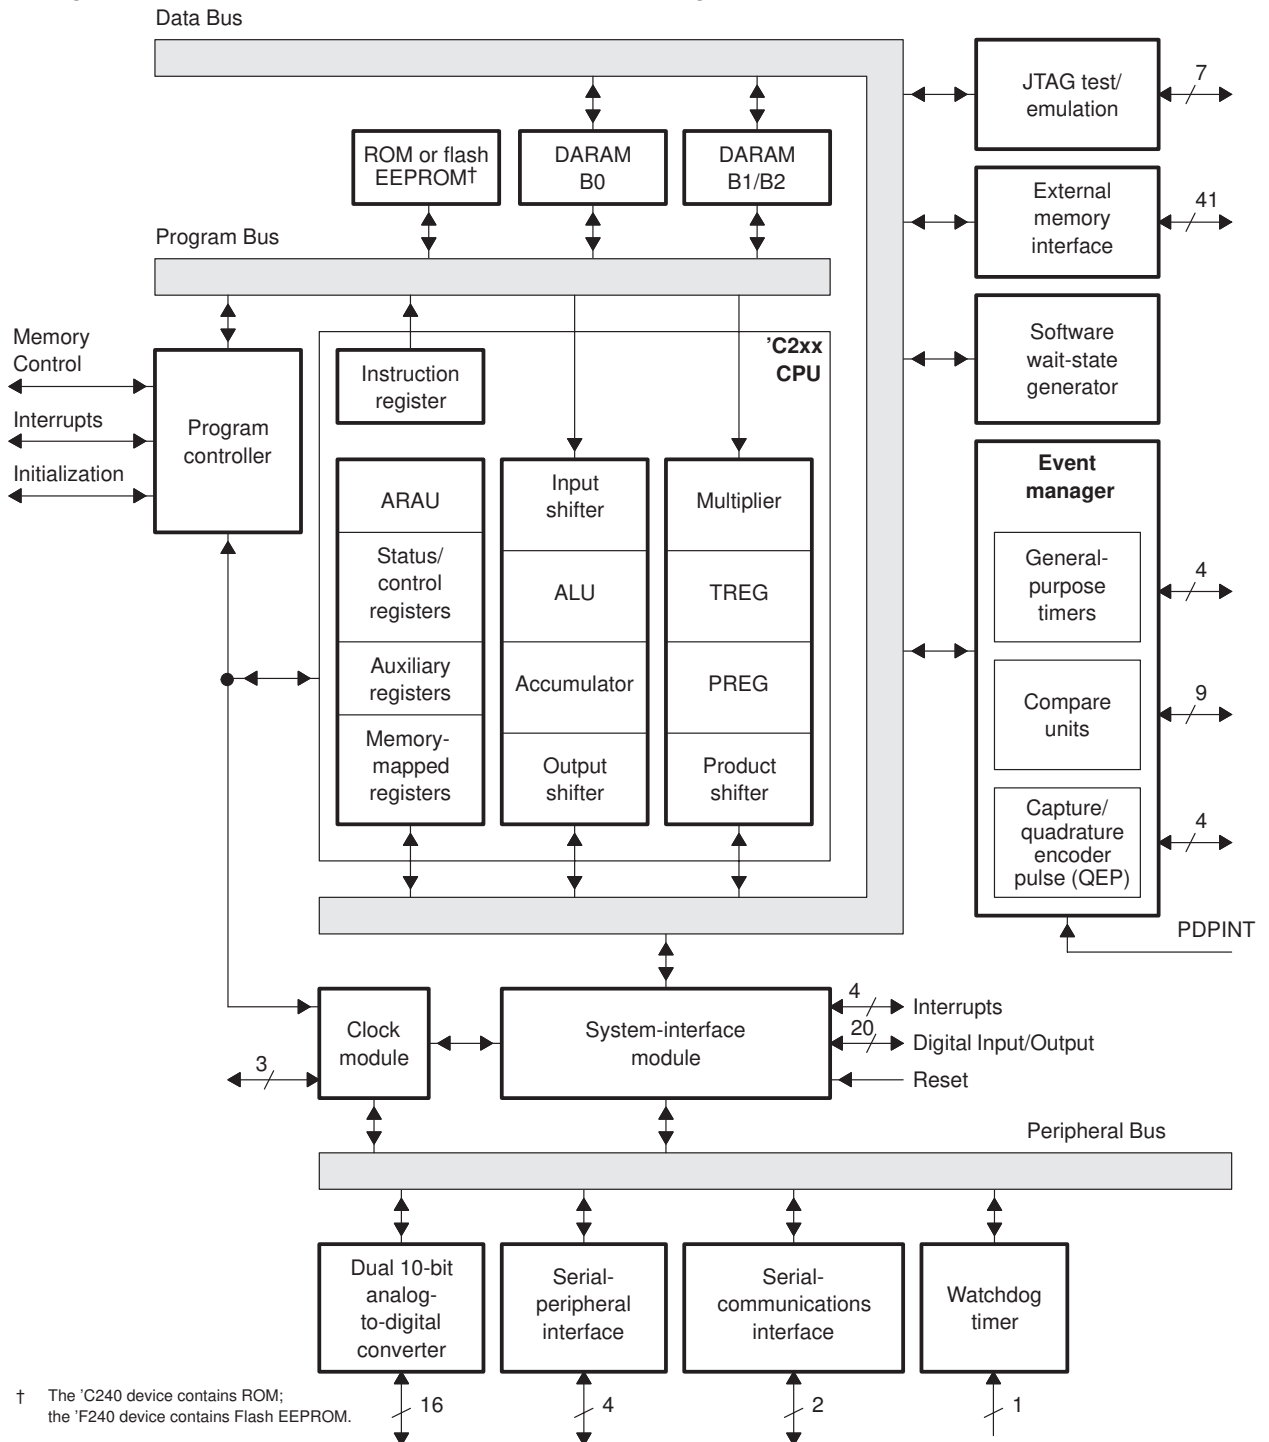 Data Bus
JTAG test/
emulation
7
ROM or flash
EEPROM†
DARAM
B0
DARAM
B1/B2
External
memory
interface
41
Program Bus
Software
wait-state
generator
Memory
Control
Interrupts
Initialization
Program
controller
'C2xx
CPU
Instruction
register
ARAU
Status/
control
registers
Auxiliary
registers
Memory-
mapped
registers
Input
shifter
ALU
Accumulator
Output
shifter
Multiplier
TREG
PREG
Product
shifter
Event
manager
General-
purpose
timers
4
Compare
units
9
Capture/
quadrature
encoder
pulse (QEP)
4
PDPINT
Clock
module
3
System-interface
module
4
Interrupts
20
Digital Input/Output
Reset
Peripheral Bus
Dual 10-bit
analog-
to-digital
converter
16
Serial-
peripheral
interface
4
Serial-
communications
interface
2
Watchdog
timer
1
† The 'C240 device contains ROM;
the 'F240 device contains Flash EEPROM.